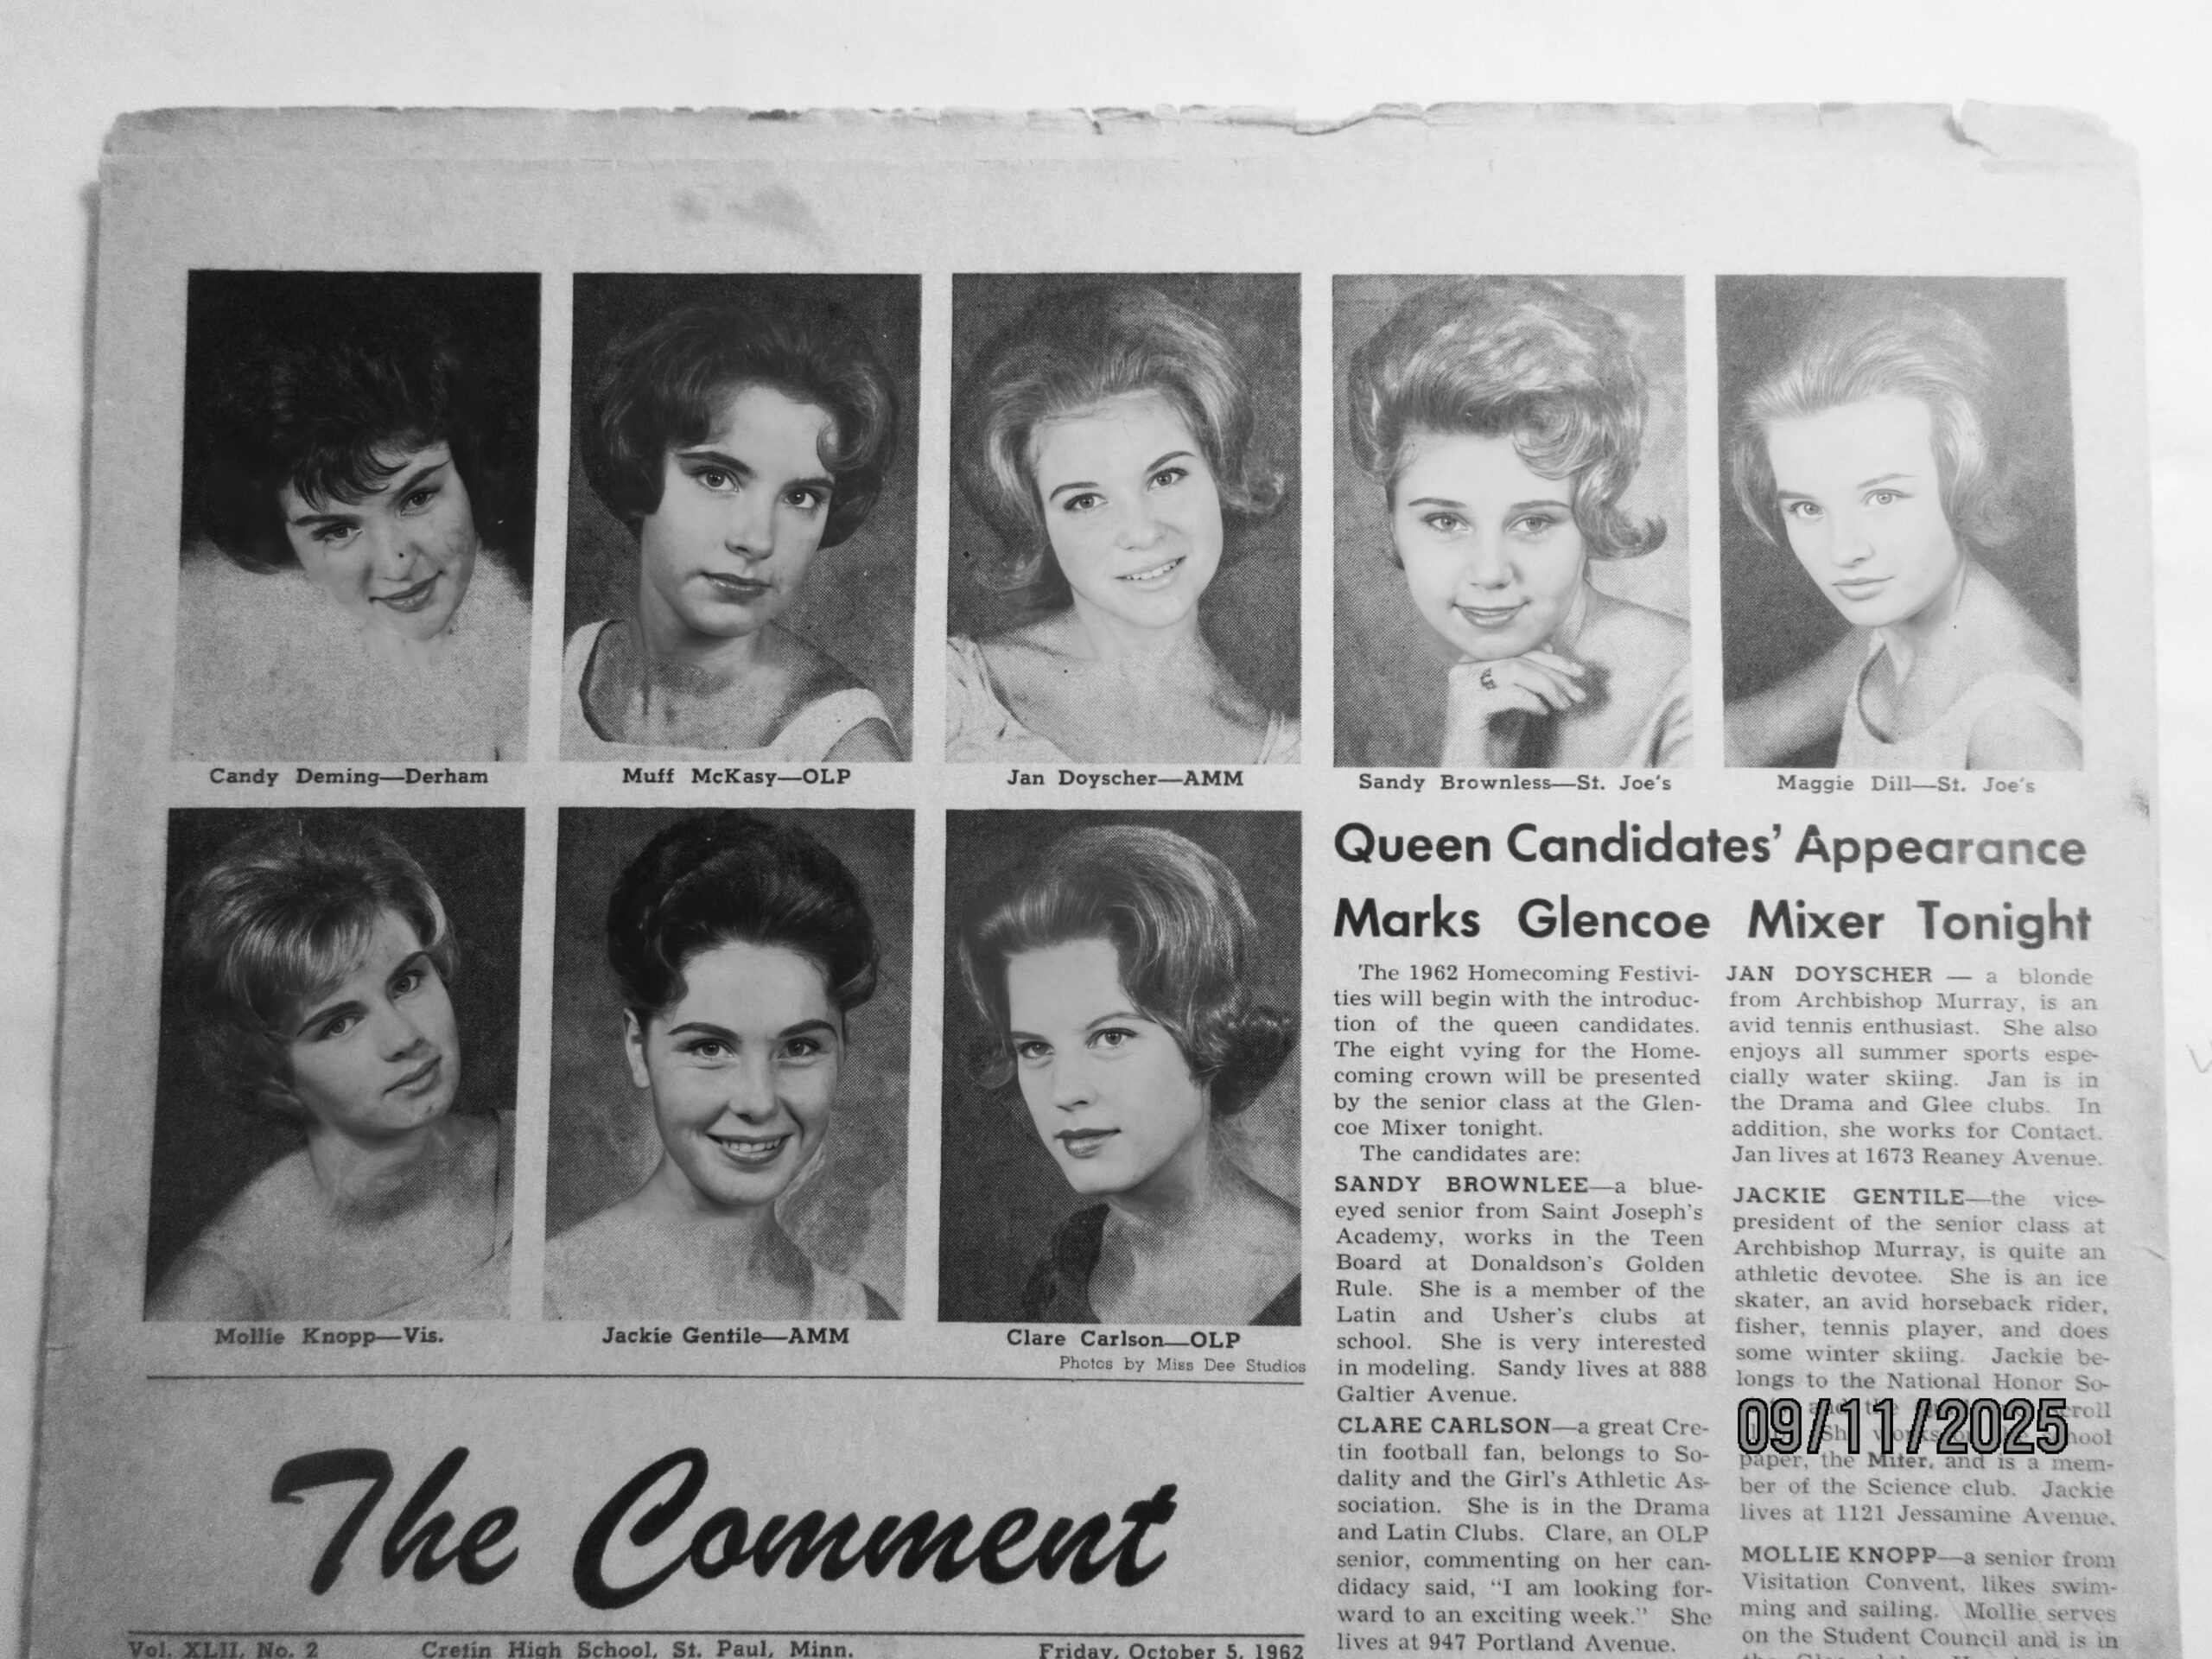 Candy Deming—Derham
Muff McKasy—OLP
Jan Doyscher—AMM
Sandy Brownless—St. Joe's
Maggie Dill—St. Joe's
Mollie Knopp—Vis.
Jackie Gentile—AMM
Clare Carlson—OLP
Photos by Miss Dee Studios
The Comment
Vol. XLII, No. 2 Cretin High School, St. Paul, Minn. Friday, October 5, 1962
Queen Candidates' Appearance
Marks Glencoe Mixer Tonight
The 1962 Homecoming Festivi-
ties will begin with the introduc-
tion of the queen candidates.
The eight vying for the Home-
coming crown will be presented
by the senior class at the Glen-
coe Mixer tonight.
The candidates are:
SANDY BROWNLEE—a blue-
eyed senior from Saint Joseph's
Academy, works in the Teen
Board at Donaldson's Golden
Rule. She is a member of the
Latin and Usher's clubs at
school. She is very interested
in modeling. Sandy lives at 888
Galtier Avenue.
CLARE CARLSON—a great Cre-
tin football fan, belongs to So-
dality and the Girl's Athletic As-
sociation. She is in the Drama
and Latin Clubs. Clare, an OLP
senior, commenting on her can-
didacy said, "I am looking for-
ward to an exciting week." She
lives at 947 Portland Avenue.
JAN DOYSCHER — a blonde
from Archbishop Murray, is an
avid tennis enthusiast. She also
enjoys all summer sports espe-
cially water skiing. Jan is in
the Drama and Glee clubs. In
addition, she works for Contact.
Jan lives at 1673 Reaney Avenue.
JACKIE GENTILE—the vice-
president of the senior class at
Archbishop Murray, is quite an
athletic devotee. She is an ice
skater, an avid horseback rider,
fisher, tennis player, and does
some winter skiing. Jackie be-
longs to the National Honor So-
and the
She works
paper, the Miter, and is a mem-
ber of the Science club. Jackie
lives at 1121 Jessamine Avenue.
MOLLIE KNOPP—a senior from
Visitation Convent, likes swim-
ming and sailing. Mollie serves
on the Student Council and is in
09/11/2025